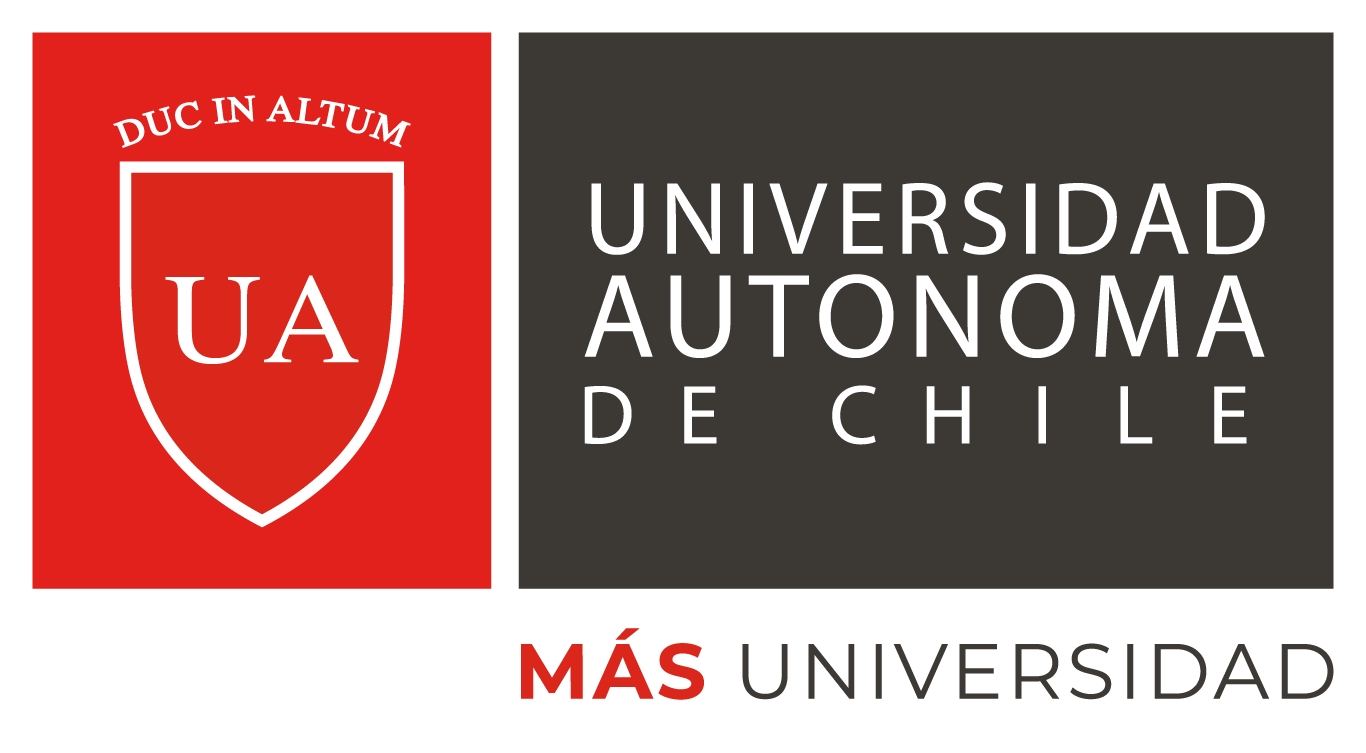 DUC IN ALTUM
UA
UNIVERSIDAD
AUTONOMA
DE CHILE
MÁS UNIVERSIDAD